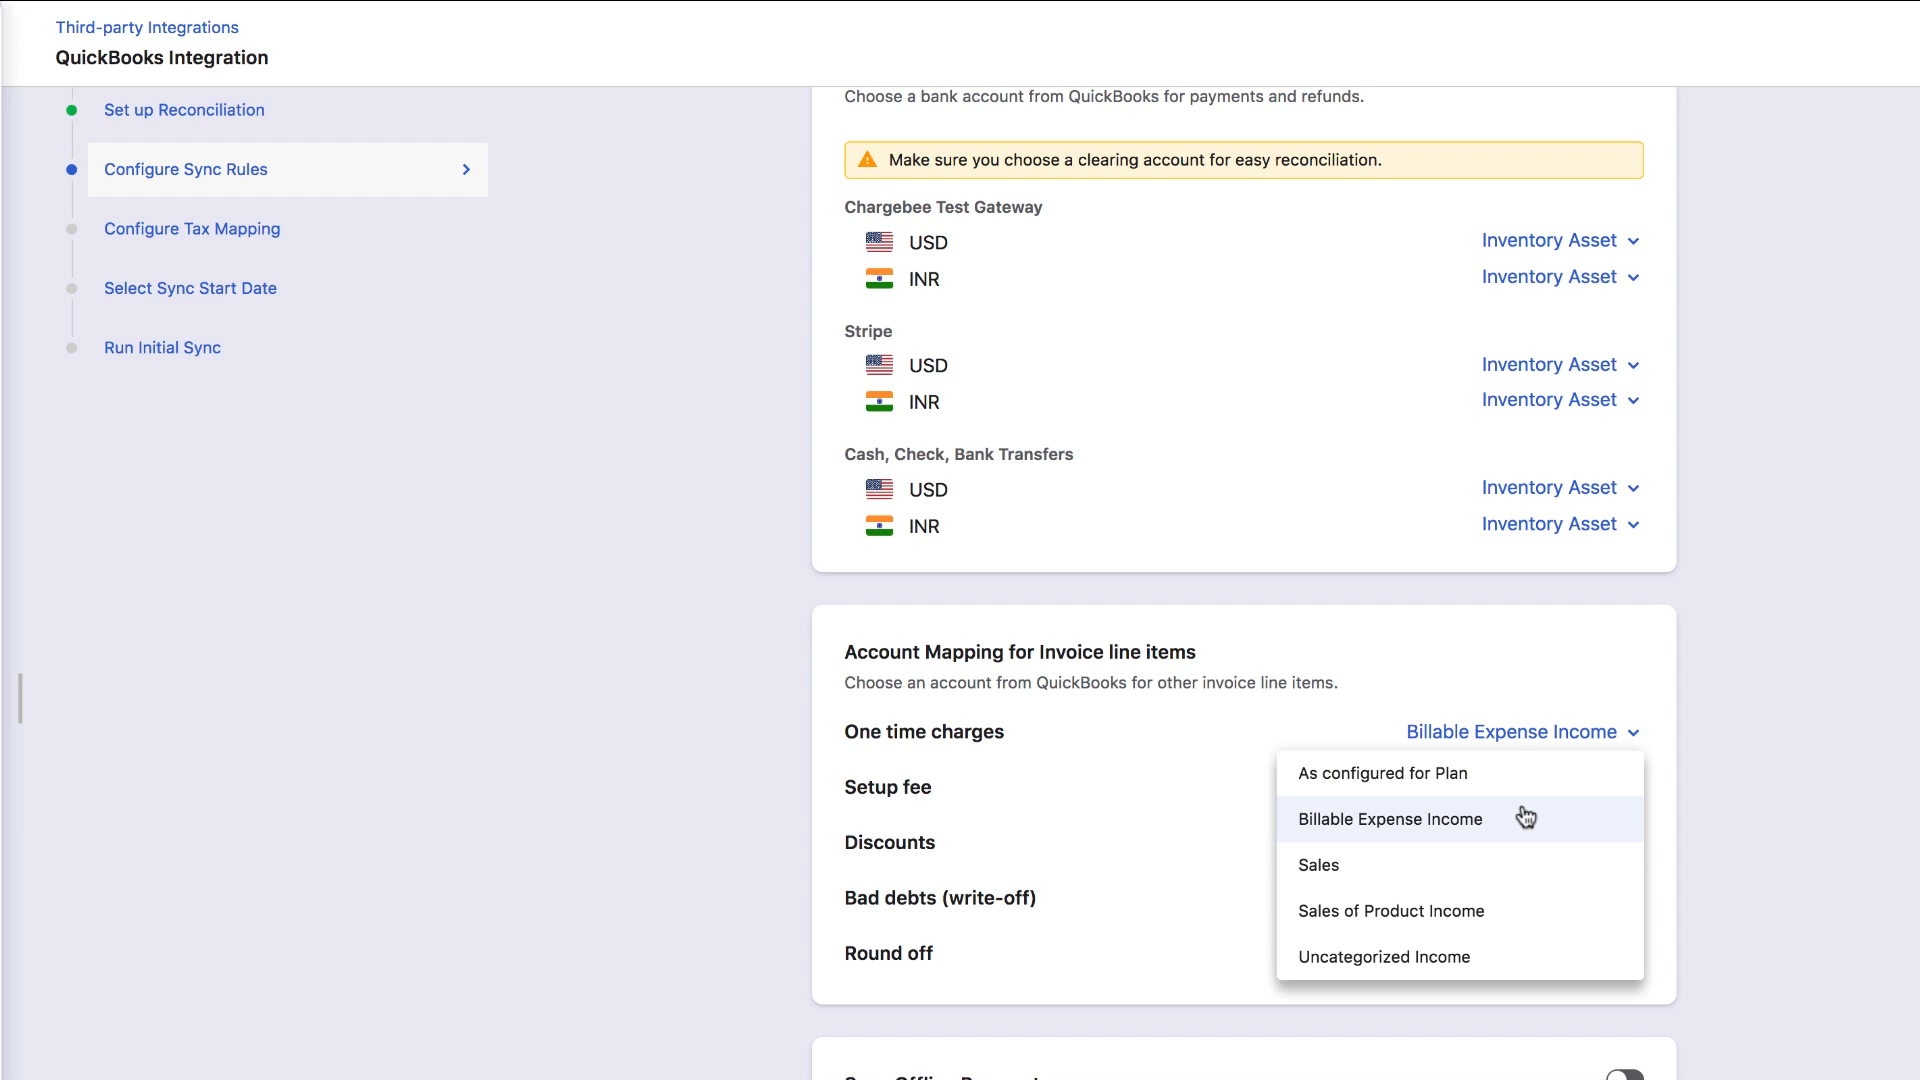 Third-party Integrations
QuickBooks Integration
Set up Reconciliation
Configure Sync Rules
Configure Tax Mapping
Select Sync Start Date
Run Initial Sync
Choose a bank account from QuickBooks for payments and refunds.
Make sure you choose a clearing account for easy reconciliation.
Chargebee Test Gateway
USD Inventory Asset
INR Inventory Asset
Stripe
USD Inventory Asset
INR Inventory Asset
Cash, Check, Bank Transfers
USD Inventory Asset
INR Inventory Asset
Account Mapping for Invoice line items
Choose an account from QuickBooks for other invoice line items.
One time charges Billable Expense Income
Setup fee
Discounts
Bad debts (write-off)
Round off
As configured for Plan
Billable Expense Income
Sales
Sales of Product Income
Uncategorized Income